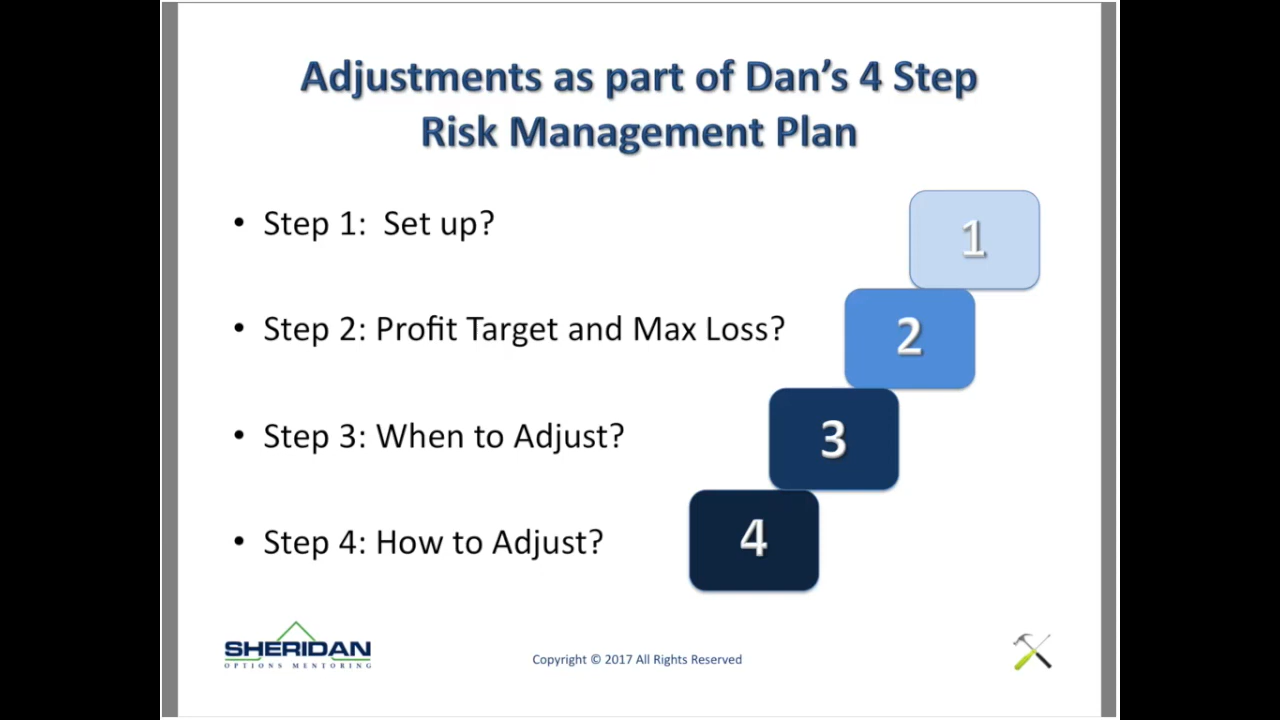 Adjustments as part of Dan’s 4 Step
Risk Management Plan
• Step 1:  Set up?
1
• Step 2: Profit Target and Max Loss?
2
• Step 3: When to Adjust?
3
• Step 4: How to Adjust?
4
SHERIDAN
OPTIONS MENTORING
Copyright © 2017 All Rights Reserved